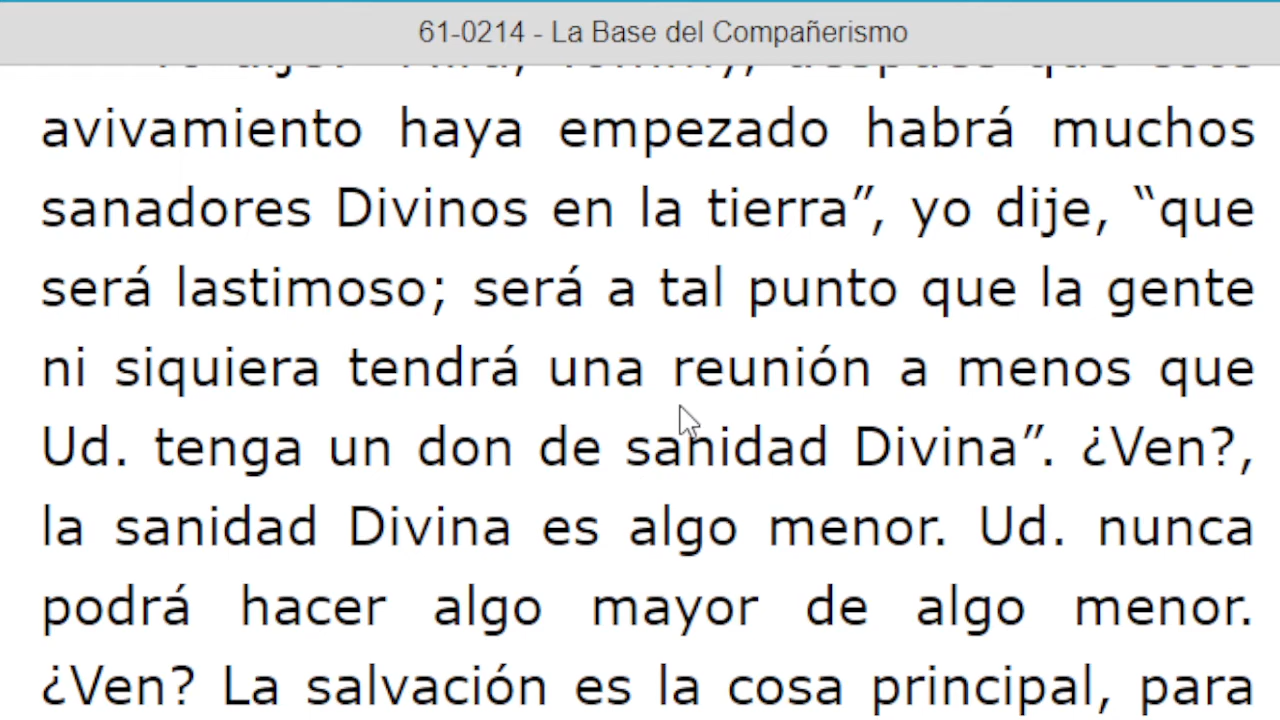 61-0214 - La Base del Compañerismo
avivamiento haya empezado habrá muchos
sanadores Divinos en la tierra”, yo dije, “que
será lastimoso; será a tal punto que la gente
ni siquiera tendrá una reunión a menos que
Ud. tenga un don de sanidad Divina”. ¿Ven?,
la sanidad Divina es algo menor. Ud. nunca
podrá hacer algo mayor de algo menor.
¿Ven? La salvación es la cosa principal, para